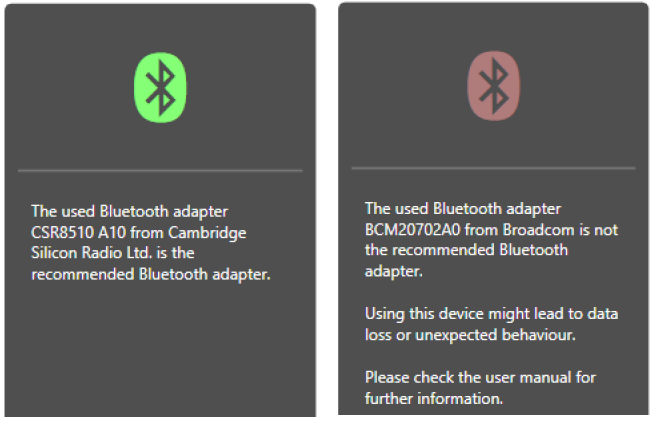 The used Bluetooth adapter
CSR8510 A10 from Cambridge
Silicon Radio Ltd. is the
recommended Bluetooth adapter.
The used Bluetooth adapter
BCM20702A0 from Broadcom is not
the recommended Bluetooth
adapter.
Using this device might lead to data
loss or unexpected behaviour.
Please check the user manual for
further information.